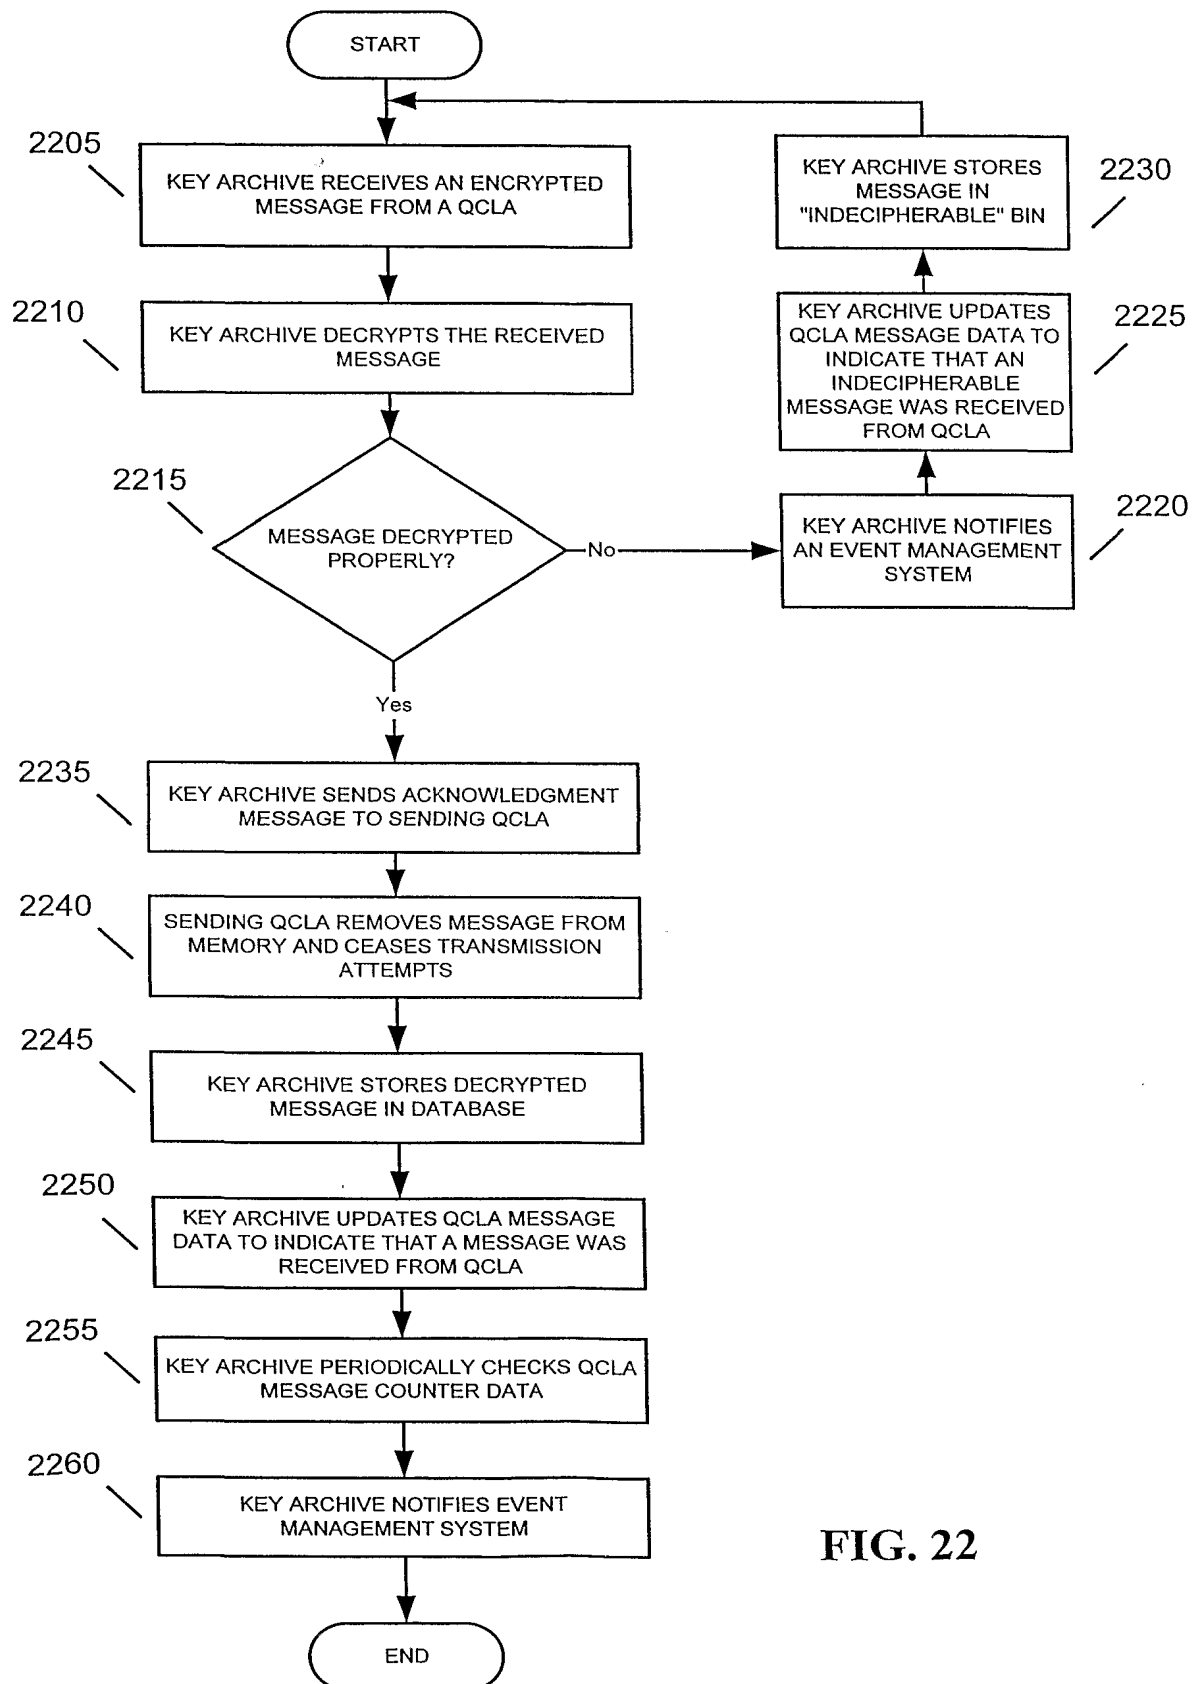 START
2205
KEY ARCHIVE RECEIVES AN ENCRYPTED
MESSAGE FROM A QCLA
KEY ARCHIVE STORES
MESSAGE IN
"INDECIPHERABLE" BIN
2230
2210
KEY ARCHIVE DECRYPTS THE RECEIVED
MESSAGE
KEY ARCHIVE UPDATES
QCLA MESSAGE DATA TO
INDICATE THAT AN
INDECIPHERABLE
MESSAGE WAS RECEIVED
FROM QCLA
2225
2215
MESSAGE DECRYPTED
PROPERLY?
No
KEY ARCHIVE NOTIFIES
AN EVENT MANAGEMENT
SYSTEM
2220
Yes
2235
KEY ARCHIVE SENDS ACKNOWLEDGMENT
MESSAGE TO SENDING QCLA
2240
SENDING QCLA REMOVES MESSAGE FROM
MEMORY AND CEASES TRANSMISSION
ATTEMPTS
2245
KEY ARCHIVE STORES DECRYPTED
MESSAGE IN DATABASE
2250
KEY ARCHIVE UPDATES QCLA MESSAGE
DATA TO INDICATE THAT A MESSAGE WAS
RECEIVED FROM QCLA
2255
KEY ARCHIVE PERIODICALLY CHECKS QCLA
MESSAGE COUNTER DATA
2260
KEY ARCHIVE NOTIFIES EVENT
MANAGEMENT SYSTEM
FIG. 22
END